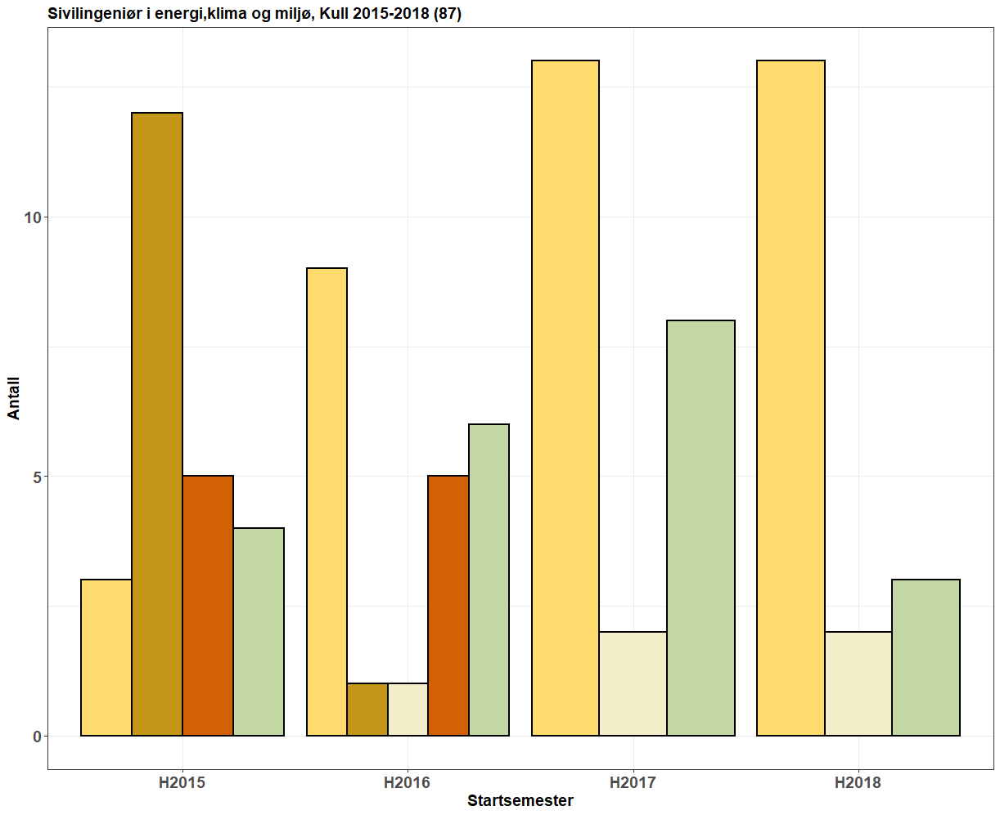 Sivilingeniør i energi,klima og miljø, Kull 2015-2018 (87)
Antall
10
5
0
H2015 H2016 H2017 H2018
Startsemester